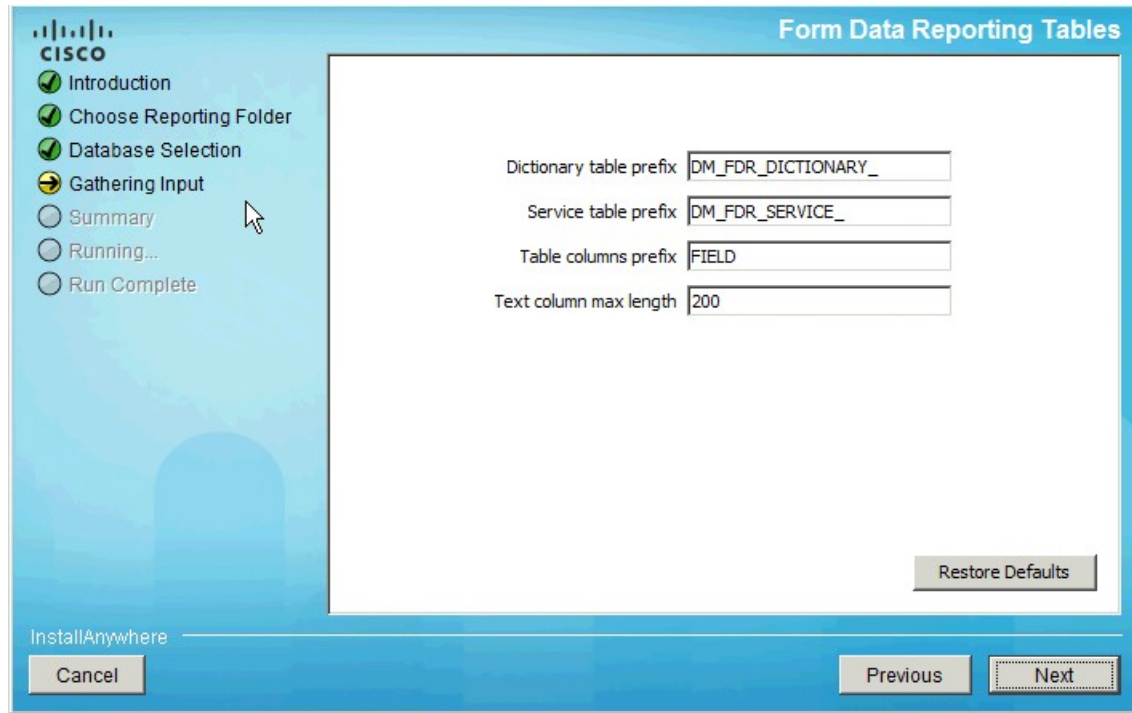 Form Data Reporting Tables
CISCO
Introduction
Choose Reporting Folder
Database Selection
Gathering Input
Summary
Running...
Run Complete
Dictionary table prefix DM_FDR_DICTIONARY_
Service table prefix DM_FDR_SERVICE_
Table columns prefix FIELD
Text column max length 200
Restore Defaults
InstallAnywhere
Cancel Previous Next